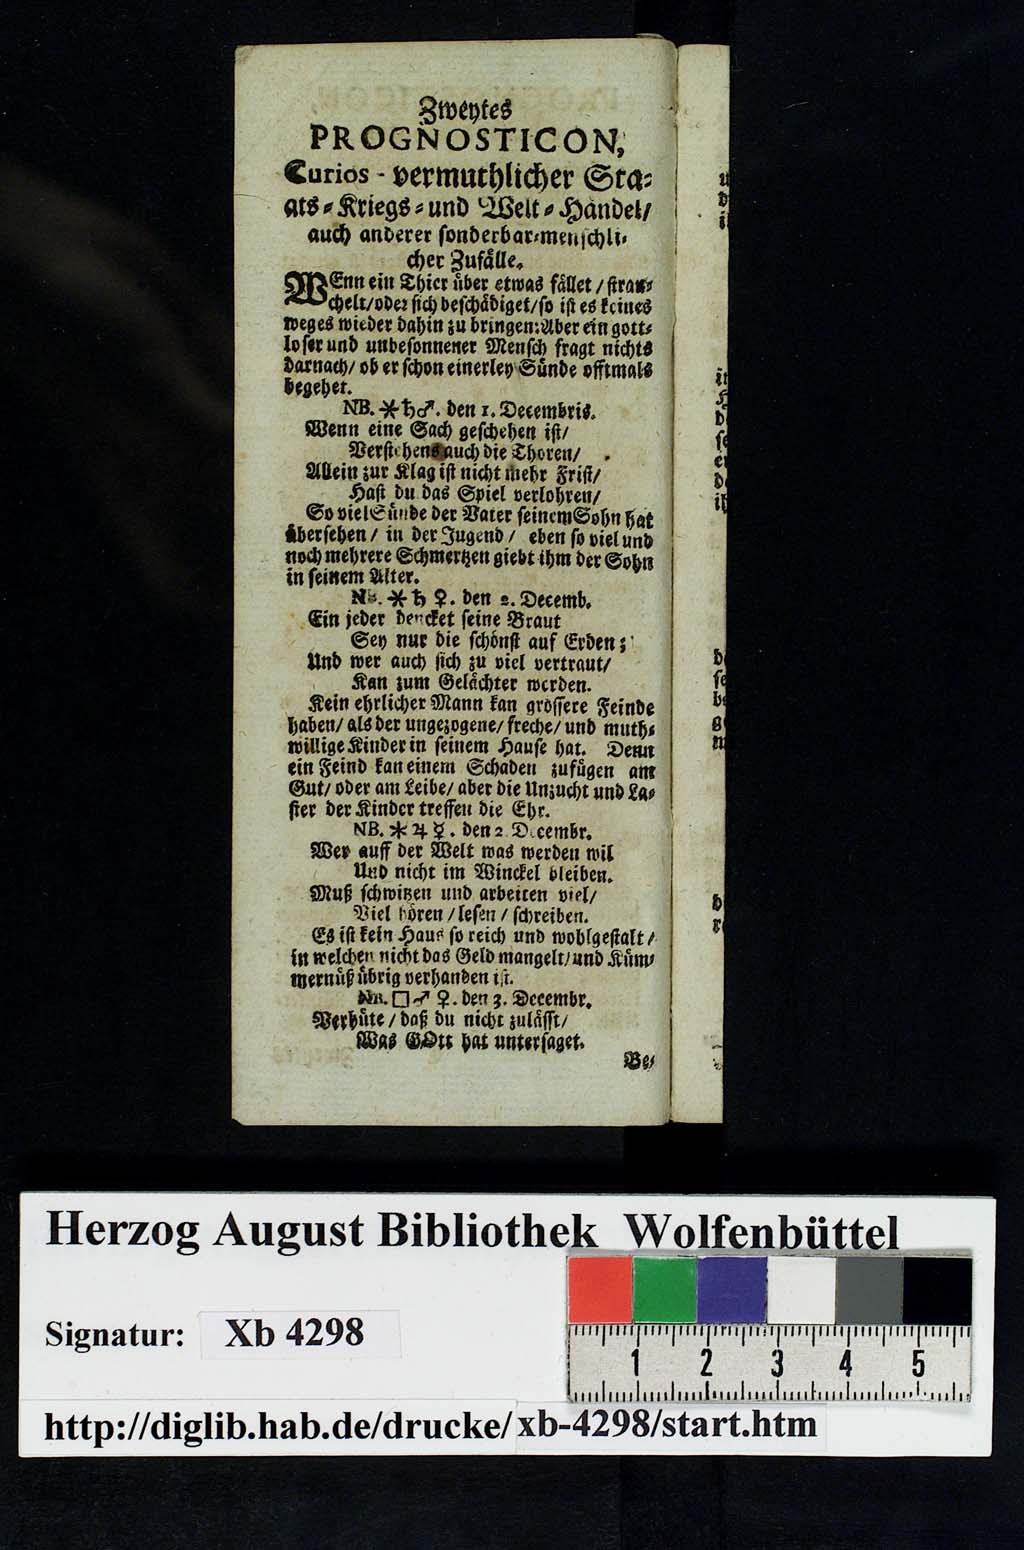 Zweytes
PROGNOSTICON,
Curios-vermuthlicher Sta-
ats-Kriegs-und Welt-Händel/
auch anderer sonderbar-menschli-
cher Zufälle.
WEnn ein Thier über etwas fället/strau-
chelt/oder sich beschädiget/so ist es keines
weges wieder dahin zu bringen: Aber ein gott-
loser und unbesonnener Mensch fragt nichts
darnach/ ob er schon einerley Sünde offtmals
begehet.
NB. ⚹♄♂. den 1. Decembris.
Wenn eine Sach geschehen ist/
Verstehens auch die Thoren/
Allein zur Klag ist nicht mehr Frist/
Hast du das Spiel verlohren/
So viel Sünde der Vater seinem Sohn hat
übersehen/ in der Jugend/ eben so viel und
noch mehrere Schmertzen giebt ihm der Sohn
in seinem Alter.
NB. ⚹♄♀. den 2. Decemb.
Ein jeder dencket seine Braut
Sey nur die schönst auf Erden;
Und wer auch sich zu viel vertraut/
Kan zum Gelächter werden.
Kein ehrlicher Mann kan grössere Feinde
haben/ als der ungezogene/ freche/ und muth-
willige Kinder in seinem Hause hat. Denn
ein Feind kan einem Schaden zufügen am
Gut/ oder am Leibe/ aber die Unzucht und La-
ster der Kinder treffen die Ehr.
NB. ⚹♃☿. den 2. Decembr.
Wer auff der Welt was werden wil
Und nicht im Winckel bleiben.
Muß schwitzen und arbeiten viel/
Viel hören/lesen/schreiben.
Es ist kein Haus so reich und wohlgestalt/
in welchen nicht das Geld mangelt/und Küm-
mernüß übrig verhanden ist.
NB. □♂♀. den 3. Decembr.
Verhüte/ daß du nicht zulässt/
Was GOtt hat untersaget.
Be-
Herzog August Bibliothek Wolfenbüttel
Signatur: Xb 4298
1 2 3 4 5
http://diglib.hab.de/drucke/xb-4298/start.htm